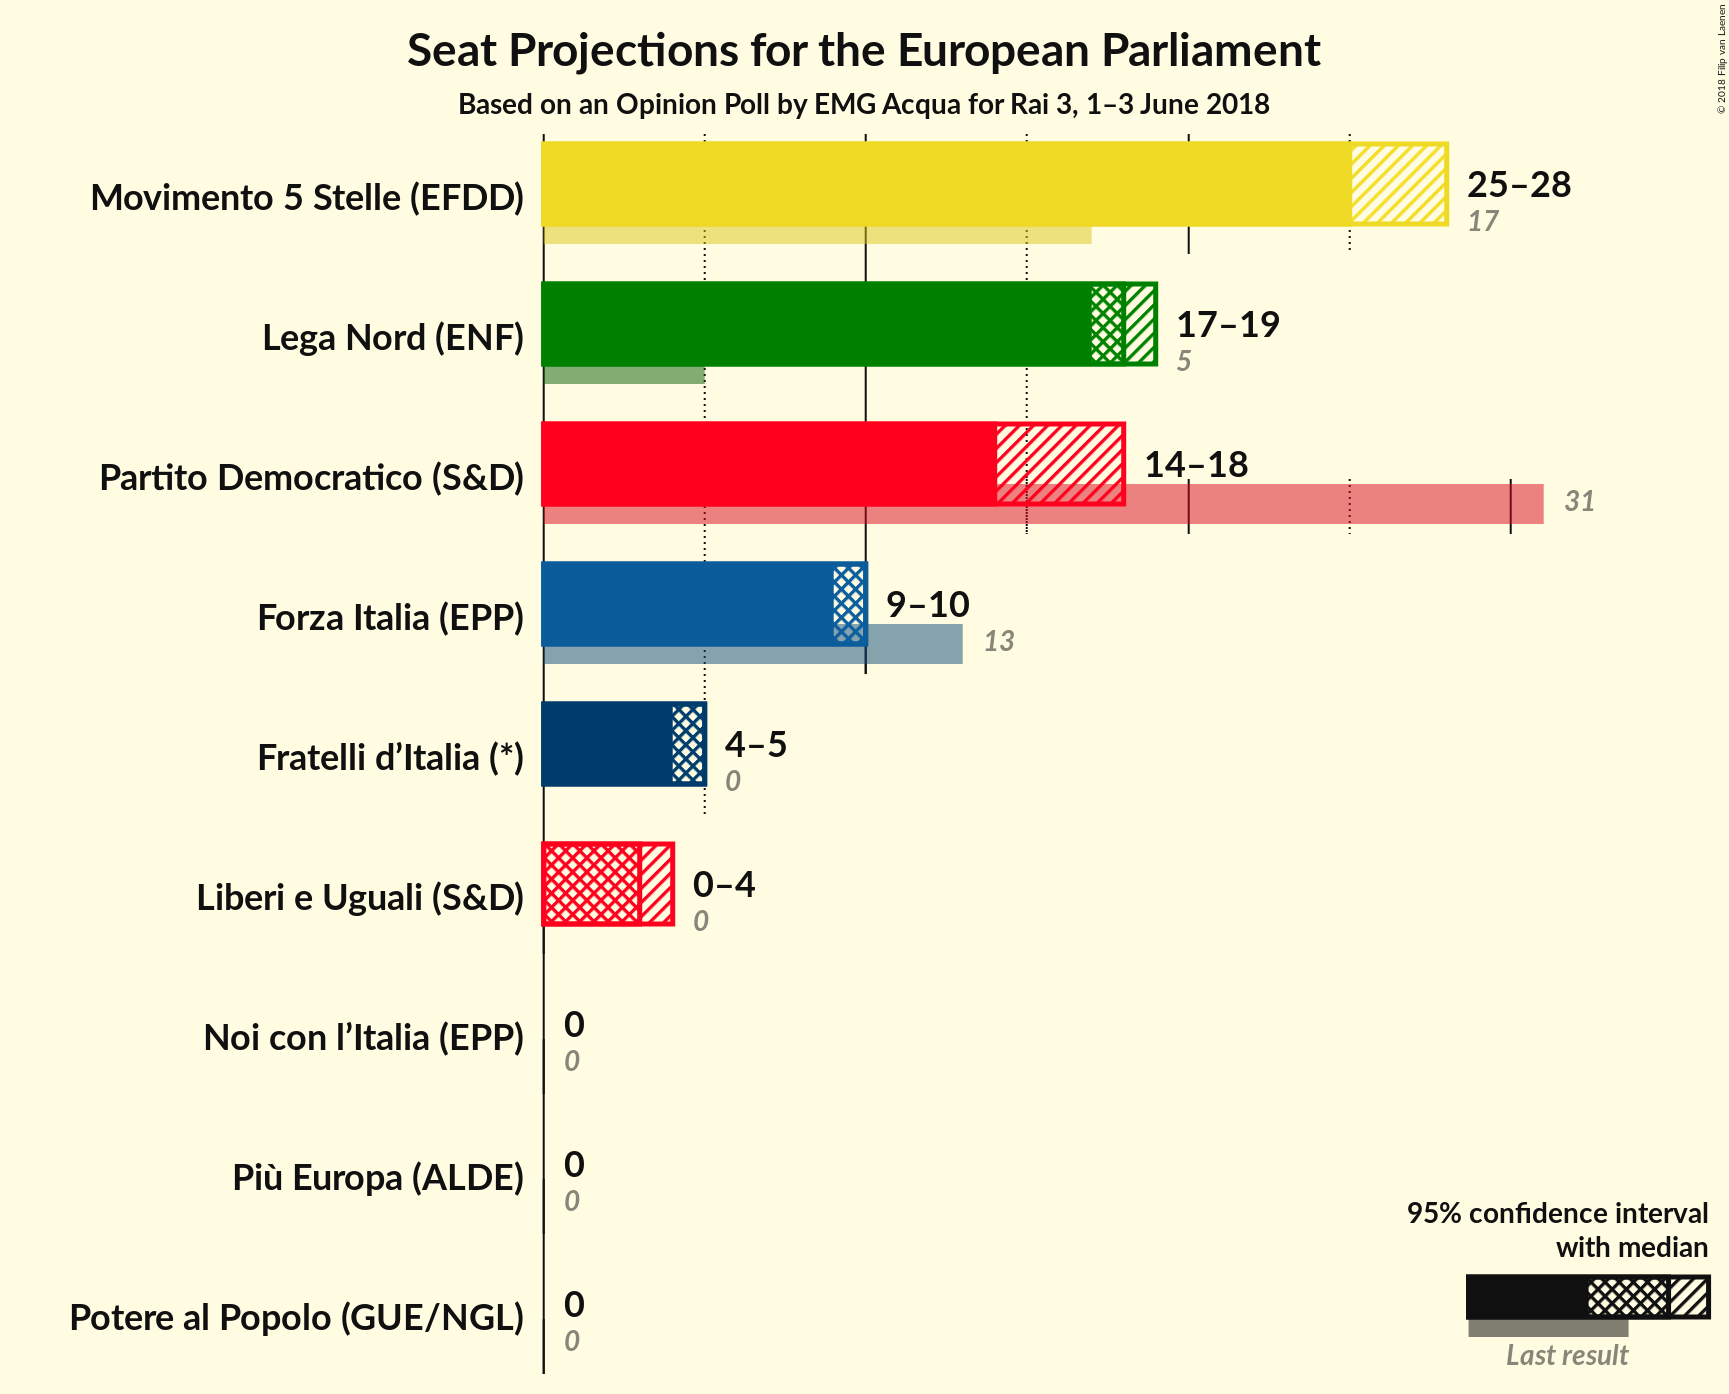 Seat Projections for the European Parliament
Based on an Opinion Poll by EMG Acqua for Rai 3, 1–3 June 2018
© 2018 Filip van Laenen
Movimento 5 Stelle (EFDD)
25–28
17
Lega Nord (ENF)
17–19
5
Partito Democratico (S&D)
14–18
31
Forza Italia (EPP)
9–10
13
Fratelli d’Italia (*)
4–5
0
Liberi e Uguali (S&D)
0–4
0
Noi con l’Italia (EPP)
0
0
Più Europa (ALDE)
0
0
Potere al Popolo (GUE/NGL)
0
0
95% confidence interval
with median
Last result